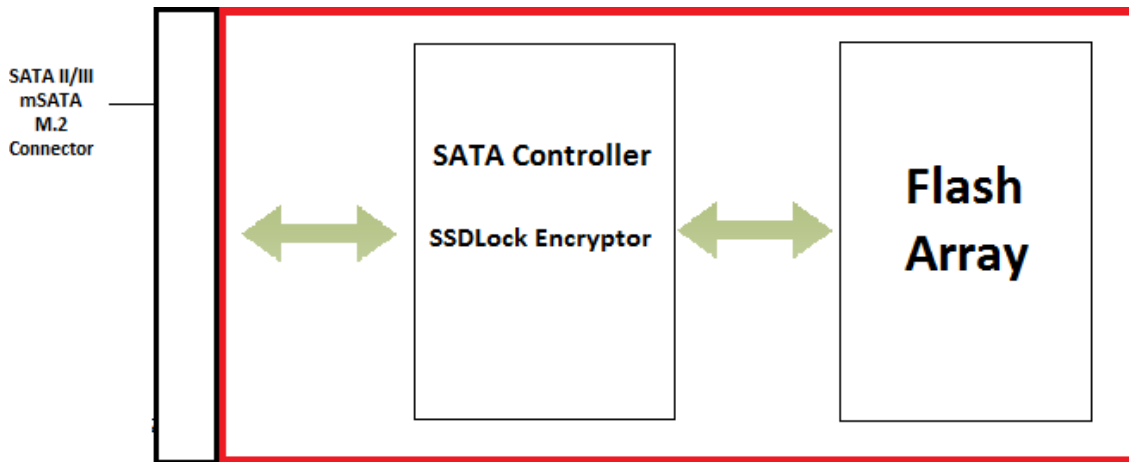 SATA II/III
mSATA
M.2
Connector
SATA Controller
SSDLock Encryptor
Flash
Array